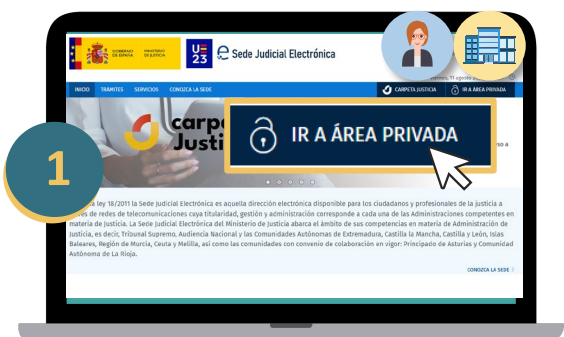 GOBIERNO DE ESPAÑA
MINISTERIO DE JUSTICIA
UE 23
Sede Judicial Electrónica
viernes, 11 agosto
INICIO TRÁMITES SERVICIOS CONOZCA LA SEDE CARPETA JUSTICIA IR A ÁREA PRIVADA
carp
Justi
IR A ÁREA PRIVADA
1
ley 18/2011 la Sede Judicial Electrónica es aquella dirección electrónica disponible para los ciudadanos y profesionales de la justicia a
de redes de telecomunicaciones cuya titularidad, gestión y administración corresponde a cada una de las Administraciones competentes en
materia de Justicia. La Sede Judicial Electrónica del Ministerio de Justicia abarca el ámbito de sus competencias en materia de Administración de
Justicia, es decir, Tribunal Supremo, Audiencia Nacional y las Comunidades Autónomas de Extremadura, Castilla la Mancha, Castilla y León, Islas
Baleares, Región de Murcia, Ceuta y Melilla, así como las comunidades con convenio de colaboración en vigor: Principado de Asturias y Comunidad
Autónoma de La Rioja.
CONOZCA LA SEDE